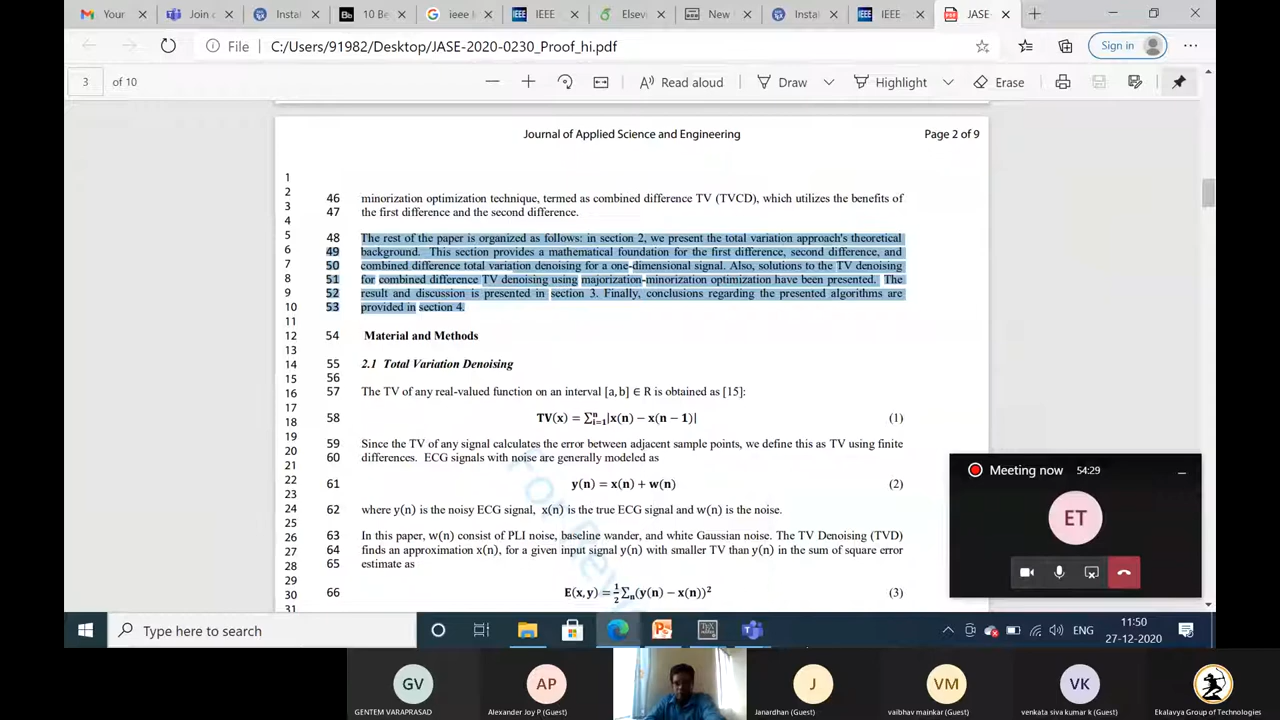 Your
Join c
Instal
10 Be
ieee k
IEEE
IEEE
Elsevi
New
Instal
IEEE
JASE-
File
C:/Users/91982/Desktop/JASE-2020-0230_Proof_hi.pdf
Sign in
3 of 10
Read aloud
Draw
Highlight
Erase
Journal of Applied Science and Engineering Page 2 of 9
1
2
46 minorization optimization technique, termed as combined difference TV (TVCD), which utilizes the benefits of
3
47 the first difference and the second difference.
4
5 48 The rest of the paper is organized as follows: in section 2, we present the total variation approach's theoretical
6 49 background. This section provides a mathematical foundation for the first difference, second difference, and
7 50 combined difference total variation denoising for a one-dimensional signal. Also, solutions to the TV denoising
8 51 for combined difference TV denoising using majorization-minorization optimization have been presented. The
9 52 result and discussion is presented in section 3. Finally, conclusions regarding the presented algorithms are
10 53 provided in section 4.
11
12 54 Material and Methods
13
14 55 2.1 Total Variation Denoising
15 56
16 57 The TV of any real-valued function on an interval [a, b] ∈ R is obtained as [15]:
17
18 58 TV(x) = ∑ⁿᵢ₌₁|x(n) − x(n − 1)| (1)
19
20 59 Since the TV of any signal calculates the error between adjacent sample points, we define this as TV using finite
21 60 differences. ECG signals with noise are generally modeled as
22 61 y(n) = x(n) + w(n) (2)
23
24 62 where y(n) is the noisy ECG signal, x(n) is the true ECG signal and w(n) is the noise.
25
26 63 In this paper, w(n) consist of PLI noise, baseline wander, and white Gaussian noise. The TV Denoising (TVD)
27 64 finds an approximation x(n), for a given input signal y(n) with smaller TV than y(n) in the sum of square error
28 65 estimate as
29
30 66 E(x, y) = ½∑ₙ(y(n) − x(n))² (3)
31
Meeting now 54:29
ET
Type here to search
ENG
11:50
27-12-2020
GV
GENTEM VARAPRASAD
AP
Alexander Joy P (Guest)
J
Janardhan (Guest)
VM
vaibhav mainkar (Guest)
VK
venkata siva kumar k (Guest)
Ekalavya Group of Technologies